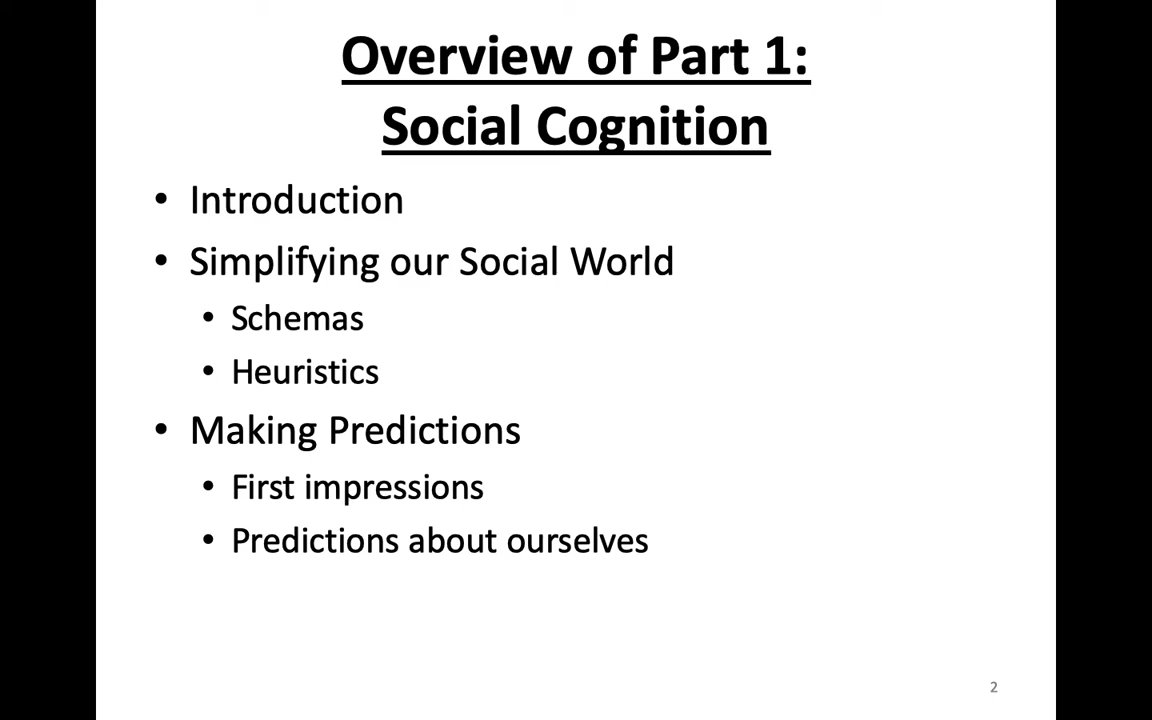 Overview of Part 1:
Social Cognition
• Introduction
• Simplifying our Social World
• Schemas
• Heuristics
• Making Predictions
• First impressions
• Predictions about ourselves
2